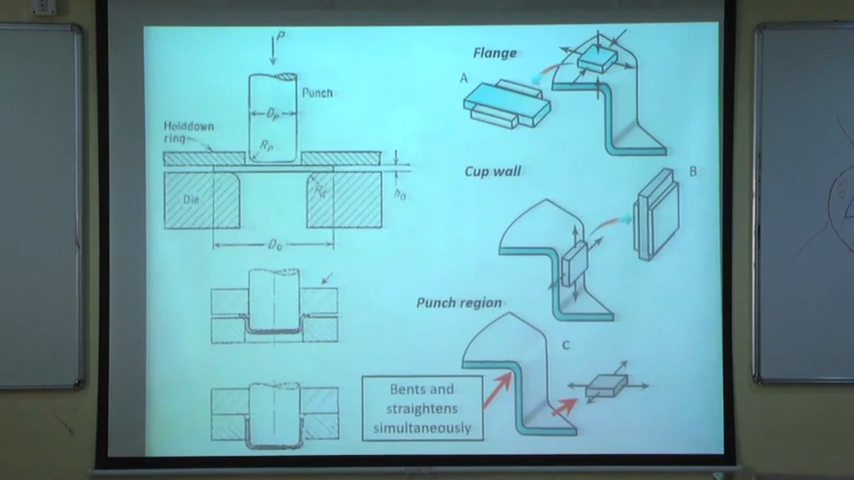 P
Punch
Dp
Holddown
ring
Rp
Rd
Die
h0
D0
Flange
A
Cup wall
B
Punch region
C
Bents and
straightens
simultaneously